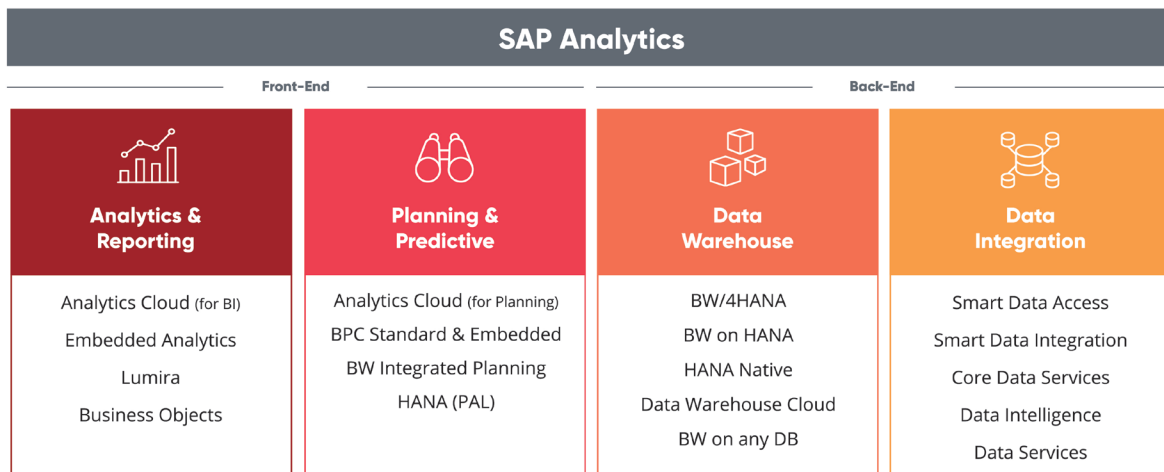 SAP Analytics
Front-End
Back-End
Analytics &
Reporting
Analytics Cloud (for BI)
Embedded Analytics
Lumira
Business Objects
Planning &
Predictive
Analytics Cloud (for Planning)
BPC Standard & Embedded
BW Integrated Planning
HANA (PAL)
Data
Warehouse
BW/4HANA
BW on HANA
HANA Native
Data Warehouse Cloud
BW on any DB
Data
Integration
Smart Data Access
Smart Data Integration
Core Data Services
Data Intelligence
Data Services